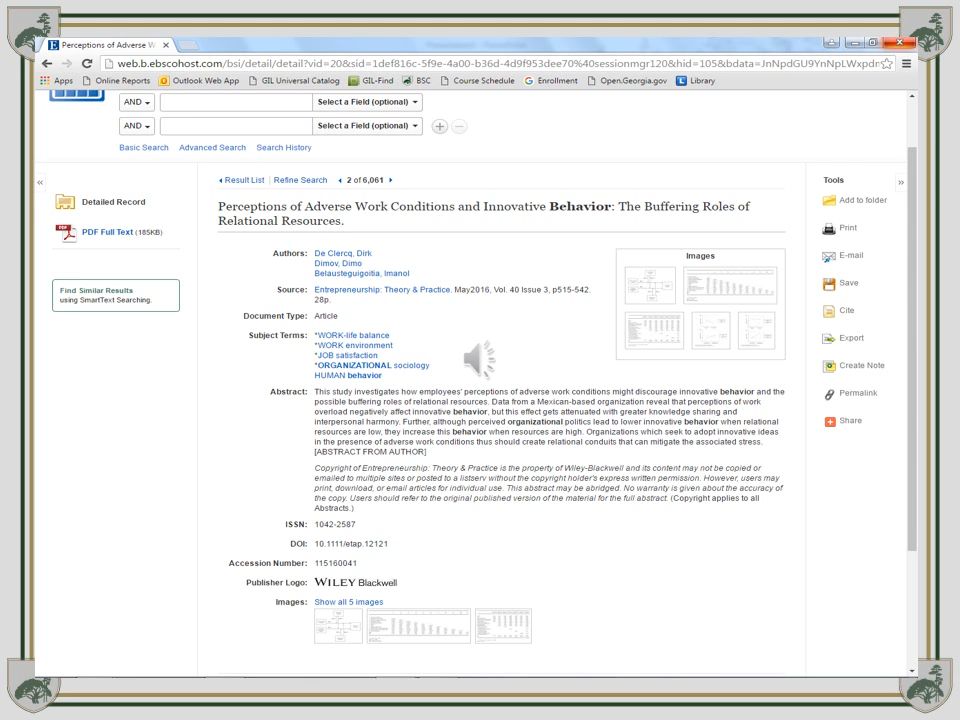 Perceptions of Adverse W
web.b.ebscohost.com/bsi/detail/detail?vid=20&sid=1def816c-5f9e-4a00-b36d-4d9f953dee70%40sessionmgr120&hid=105&bdata=JnNpdGU9YnNpLWxpdm
Apps Online Reports Outlook Web App GIL Universal Catalog GIL-Find BSC Course Schedule Enrollment Open.Georgia.gov Library
AND Select a Field (optional)
AND Select a Field (optional)
Basic Search Advanced Search Search History
Result List Refine Search 2 of 6,061
Detailed Record
PDF Full Text (185KB)
Find Similar Results
using SmartText Searching.
Perceptions of Adverse Work Conditions and Innovative Behavior: The Buffering Roles of
Relational Resources.
Authors: De Clercq, Dirk
Dimov, Dimo
Belausteguigoitia, Imanol
Source: Entrepreneurship: Theory & Practice. May2016, Vol. 40 Issue 3, p515-542.
28p.
Document Type: Article
Subject Terms: *WORK-life balance
*WORK environment
*JOB satisfaction
*ORGANIZATIONAL sociology
HUMAN behavior
Images
Abstract: This study investigates how employees' perceptions of adverse work conditions might discourage innovative behavior and the
possible buffering roles of relational resources. Data from a Mexican-based organization reveal that perceptions of work
overload negatively affect innovative behavior, but this effect gets attenuated with greater knowledge sharing and
interpersonal harmony. Further, although perceived organizational politics lead to lower innovative behavior when relational
resources are low, they increase this behavior when resources are high. Organizations which seek to adopt innovative ideas
in the presence of adverse work conditions thus should create relational conduits that can mitigate the associated stress.
[ABSTRACT FROM AUTHOR]
Copyright of Entrepreneurship: Theory & Practice is the property of Wiley-Blackwell and its content may not be copied or
emailed to multiple sites or posted to a listserv without the copyright holder's express written permission. However, users may
print, download, or email articles for individual use. This abstract may be abridged. No warranty is given about the accuracy of
the copy. Users should refer to the original published version of the material for the full abstract. (Copyright applies to all
Abstracts.)
ISSN: 1042-2587
DOI: 10.1111/etap.12121
Accession Number: 115160041
Publisher Logo: WILEY Blackwell
Images: Show all 5 images
Tools
Add to folder
Print
E-mail
Save
Cite
Export
Create Note
Permalink
Share